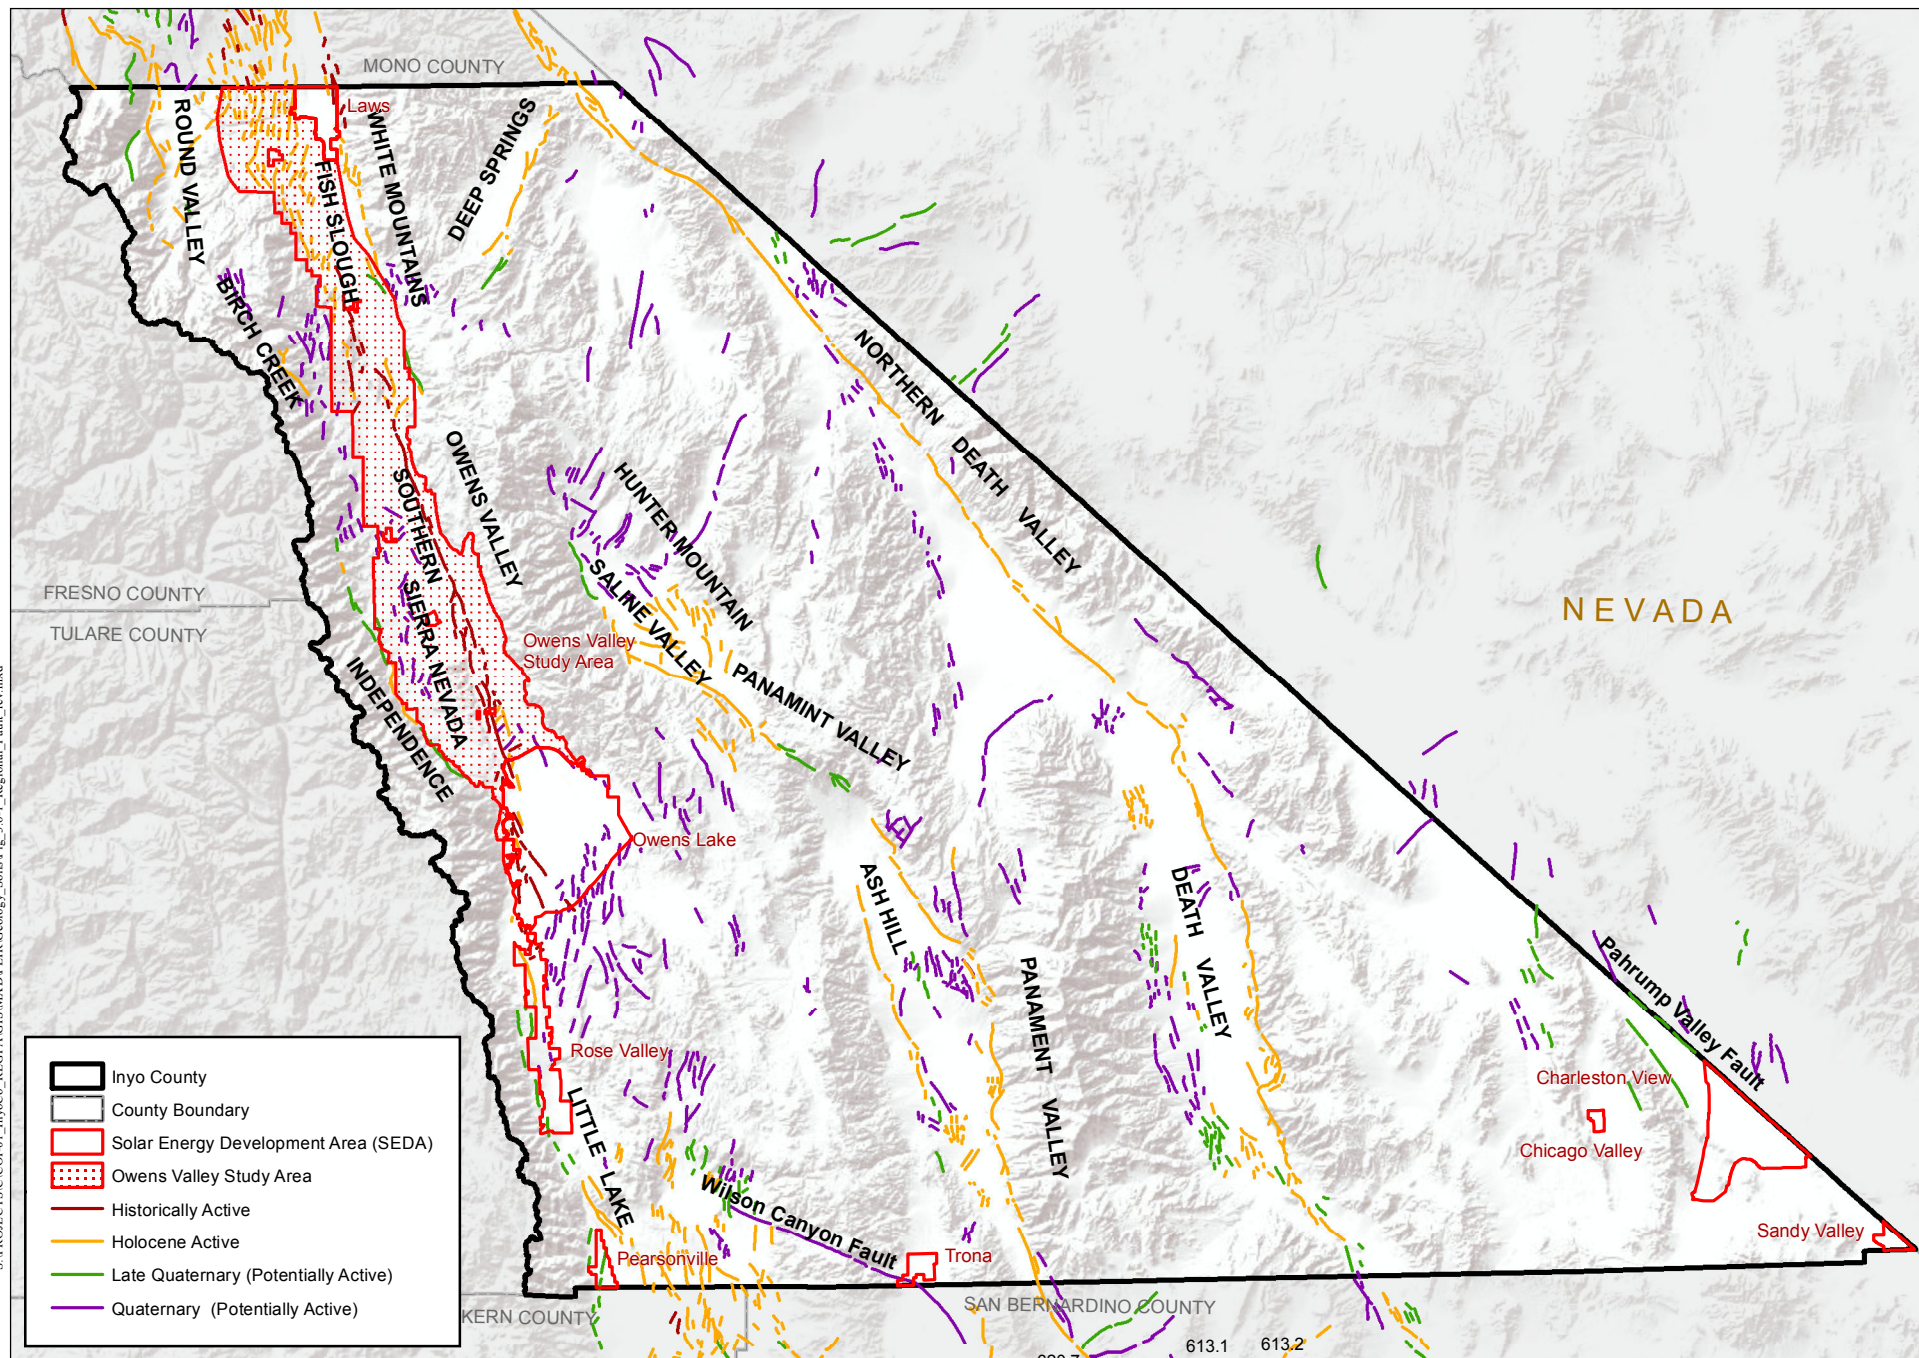 MONO COUNTY
Laws
ROUND VALLEY
FISH SLOUGH
WHITE MOUNTAINS
DEEP SPRINGS
BIRCH CREEK
NORTHERN DEATH VALLEY
OWENS VALLEY
SOUTHERN SIERRA NEVADA
HUNTER MOUNTAIN
SALINE VALLEY
FRESNO COUNTY
TULARE COUNTY
NEVADA
Owens Valley
Study Area
INDEPENDENCE
PANAMINT VALLEY
Owens Lake
ASH HILL
DEATH VALLEY
PANAMENT VALLEY
Pahrump Valley Fault
Rose Valley
LITTLE LAKE
Charleston View
Chicago Valley
Wilson Canyon Fault
Sandy Valley
Pearsonville
Trona
SAN BERNARDINO COUNTY
KERN COUNTY
613.1
613.2
Inyo County
County Boundary
Solar Energy Development Area (SEDA)
Owens Valley Study Area
Historically Active
Holocene Active
Late Quaternary (Potentially Active)
Quaternary (Potentially Active)